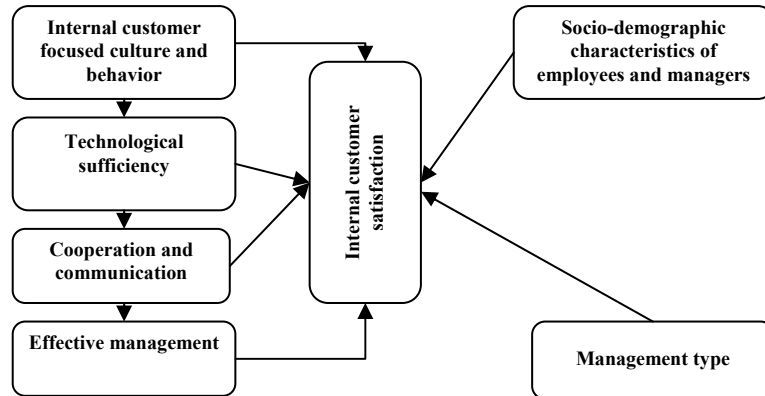 Internal customer
focused culture and
behavior
Technological
sufficiency
Cooperation and
communication
Effective management
Internal customer
satisfaction
Socio-demographic
characteristics of
employees and managers
Management type